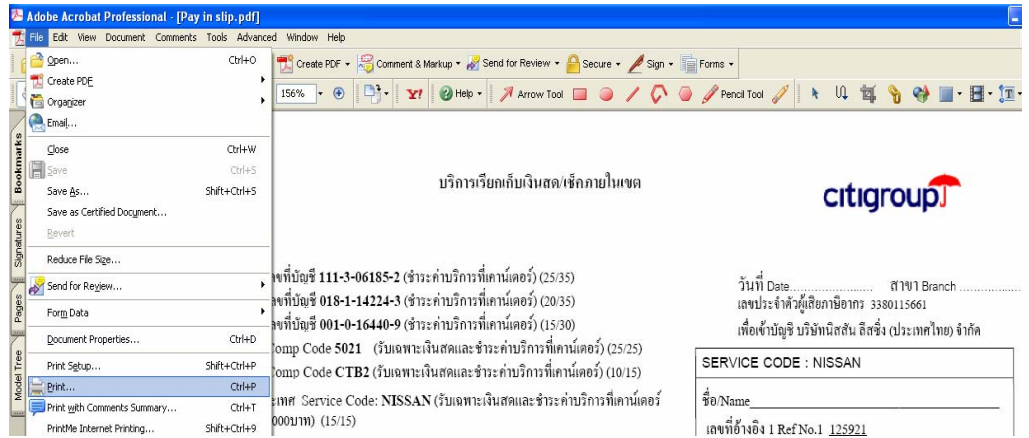 Adobe Acrobat Professional - [Pay in slip.pdf]
File Edit View Document Comments Tools Advanced Window Help
Open... Ctrl+O
Create PDF Comment & Markup Send for Review Secure Sign Forms
Create PDF
156% Y! Help Arrow Tool Pencil Tool
Organizer
Email...
Close Ctrl+W
Save Ctrl+S
Save As... Shift+Ctrl+S
Save as Certified Document...
Revert
Reduce File Size...
Send for Review...
Form Data
Document Properties... Ctrl+D
Print Setup... Shift+Ctrl+P
Print... Ctrl+P
Print with Comments Summary... Ctrl+T
PrintMe Internet Printing... Shift+Ctrl+9
Bookmarks
Signatures
Pages
Model Tree
บริการเรียกเก็บเงินสด/เช็คภายในเขต
citigroup
ลขที่บัญชี 111-3-06185-2 (ชำระค่าบริการที่เคาน์เตอร์) (25/35)
ลขที่บัญชี 018-1-14224-3 (ชำระค่าบริการที่เคาน์เตอร์) (20/35)
ลขที่บัญชี 001-0-16440-9 (ชำระค่าบริการที่เคาน์เตอร์) (15/30)
Comp Code 5021 (รับเฉพาะเงินสดและชำระค่าบริการที่เคาน์เตอร์) (25/25)
Comp Code CTB2 (รับเฉพาะเงินสดและชำระค่าบริการที่เคาน์เตอร์) (10/15)
ะเทศ Service Code: NISSAN (รับเฉพาะเงินสดและชำระค่าบริการที่เคาน์เตอร์
000บาท) (15/15)
วันที่ Date........................ สาขา Branch ..................
เลขประจำตัวผู้เสียภาษีอากร 3380115661
เพื่อเข้าบัญชี บริษัทนิสสัน ลีสซิ่ง (ประเทศไทย) จำกัด
SERVICE CODE : NISSAN
ชื่อ/Name
เลขที่อ้างอิง 1 Ref No.1 125921